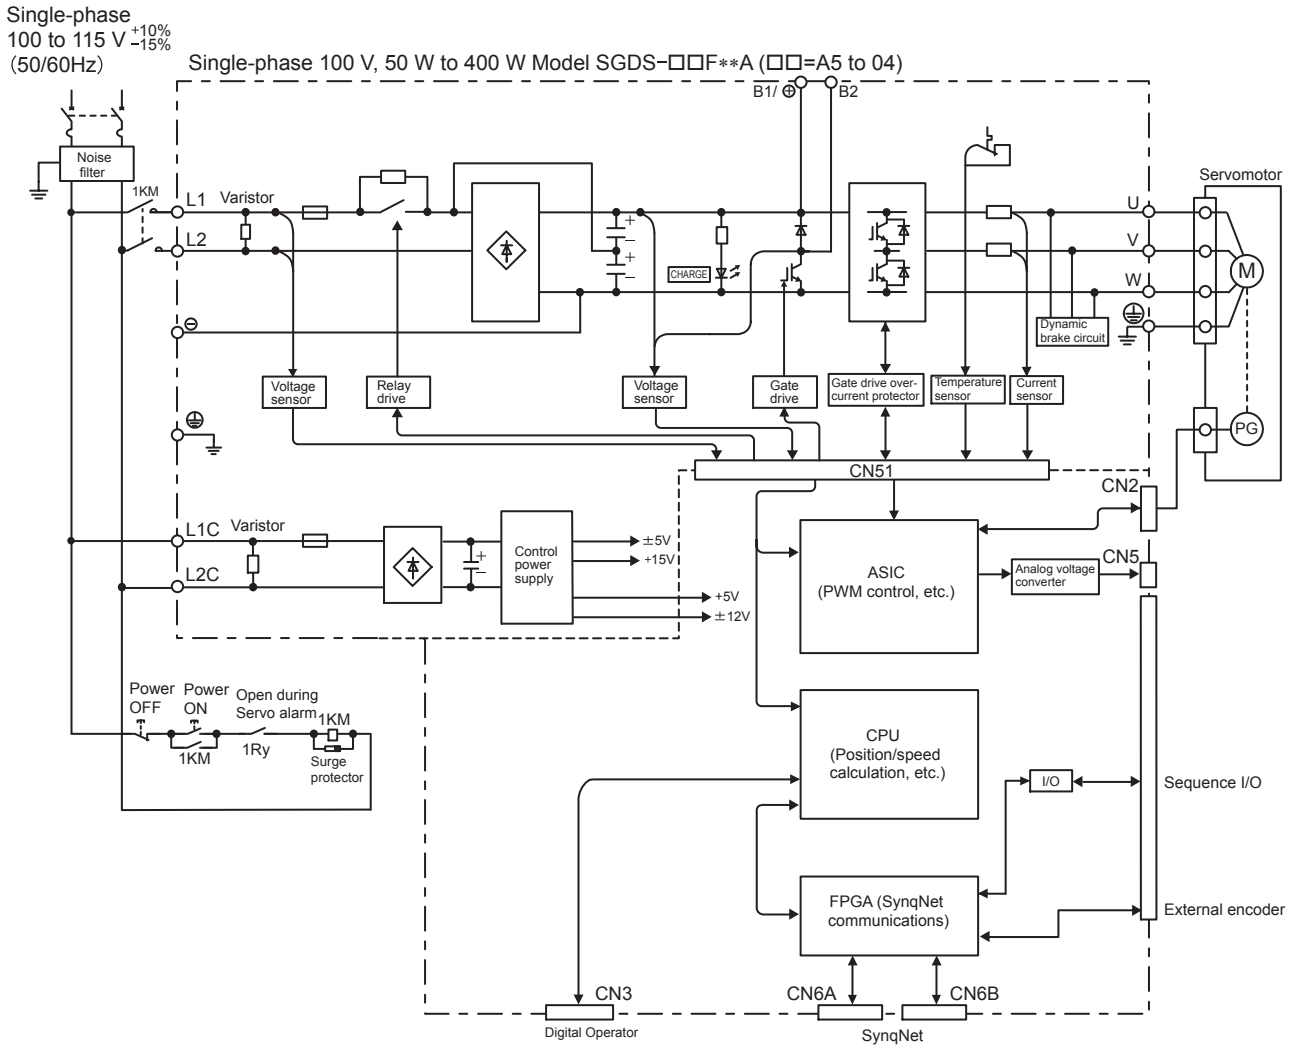 Single-phase
100 to 115 V +10% −15%
(50/60Hz)
Single-phase 100 V, 50 W to 400 W Model SGDS−□□F**A (□□=A5 to 04)
B1/ ⊕
B2
Noise
filter
1KM
L1
Varistor
L2
+
−
+
−
CHARGE
Servomotor
U
V
W
M
Dynamic
brake circuit
⊖
Voltage
sensor
Relay
drive
Voltage
sensor
Gate
drive
Gate drive over-
current protector
Temperature
sensor
Current
sensor
PG
CN51
CN2
L1C
Varistor
L2C
+
−
Control
power
supply
±5V
+15V
+5V
±12V
ASIC
(PWM control, etc.)
Analog voltage
converter
CN5
Power
OFF
Power
ON
Open during
Servo alarm
1KM
1KM
1Ry
Surge
protector
CPU
(Position/speed
calculation, etc.)
I/O
Sequence I/O
FPGA (SynqNet
communications)
External encoder
CN3
CN6A
CN6B
Digital Operator
SynqNet